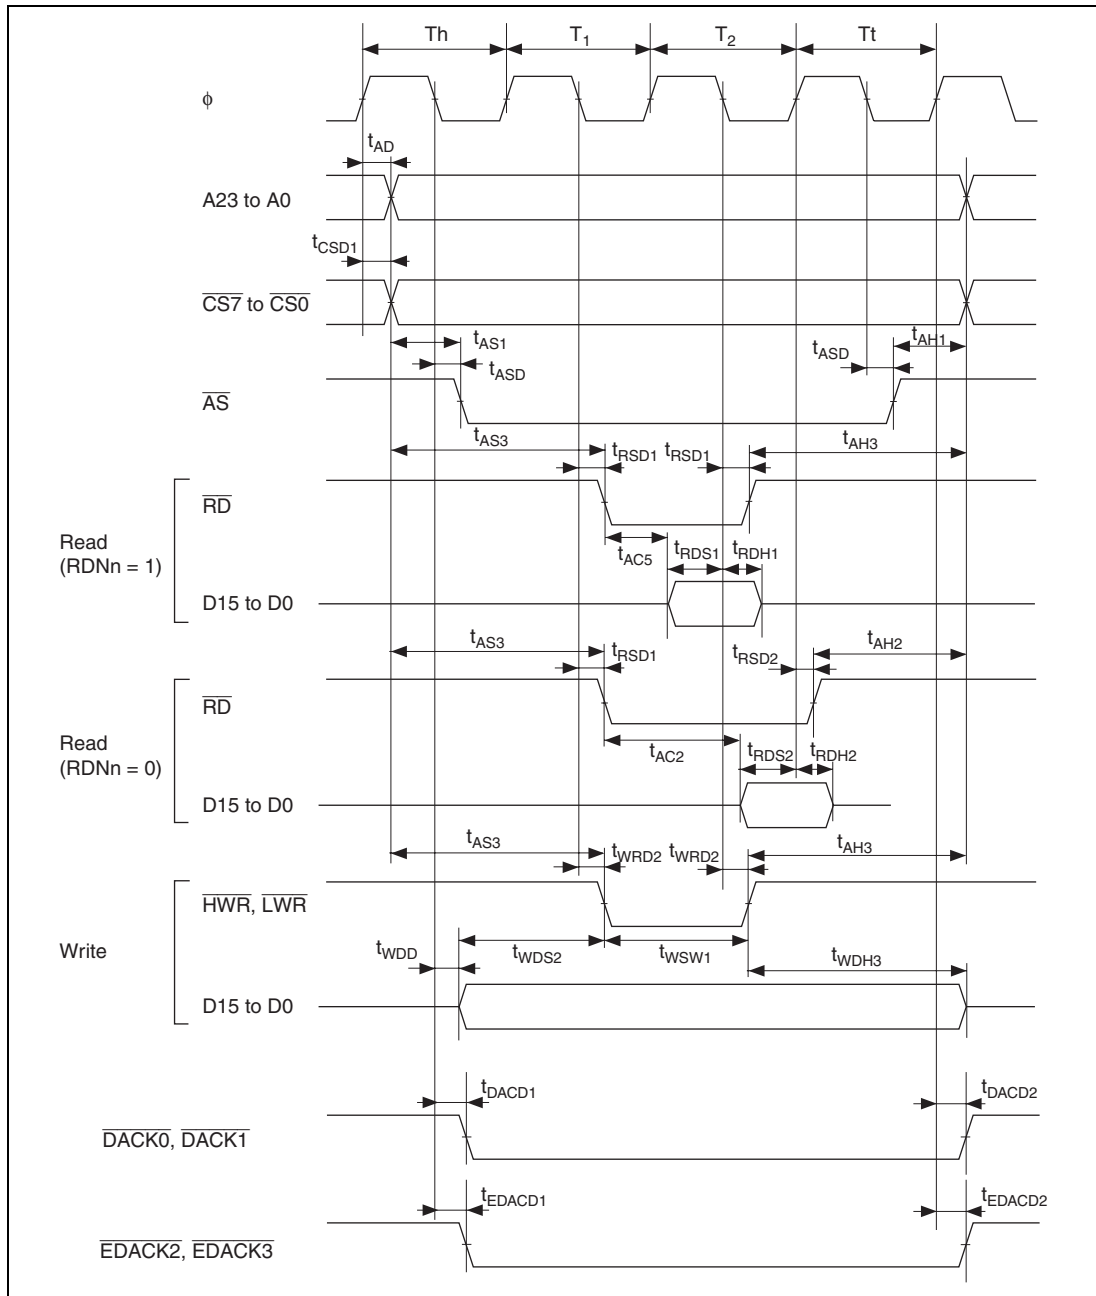 Th T1 T2 Tt
φ
tAD
A23 to A0
tCSD1
CS7 to CS0
tAS1 tAH1
tASD tASD
AS
tAS3 tRSD1 tRSD1 tAH3
RD
Read
(RDNn = 1)
tAC5 tRDS1 tRDH1
D15 to D0
tAS3 tRSD1 tRSD2 tAH2
RD
Read
(RDNn = 0)
tAC2 tRDS2 tRDH2
D15 to D0
tAS3 tWRD2 tWRD2 tAH3
HWR, LWR
Write
tWDD tWDS2 tWSW1 tWDH3
D15 to D0
tDACD1 tDACD2
DACK0, DACK1
tEDACD1 tEDACD2
EDACK2, EDACK3